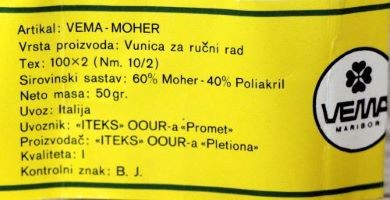 Artikal: VEMA-MOHER
Vrsta proizvoda: Vunica za ručni rad
Tex: 100×2 (Nm. 10/2)
Sirovinski sastav: 60% Moher - 40% Poliakril
Neto masa: 50 gr.
Uvoz: Italija
Uvoznik: «ITEKS» OOUR-a «Promet»
Proizvođač: «ITEKS» OOUR-a «Pletiona»
Kvaliteta: I
Kontrolni znak: B. J.
VEMA
MARIBOR